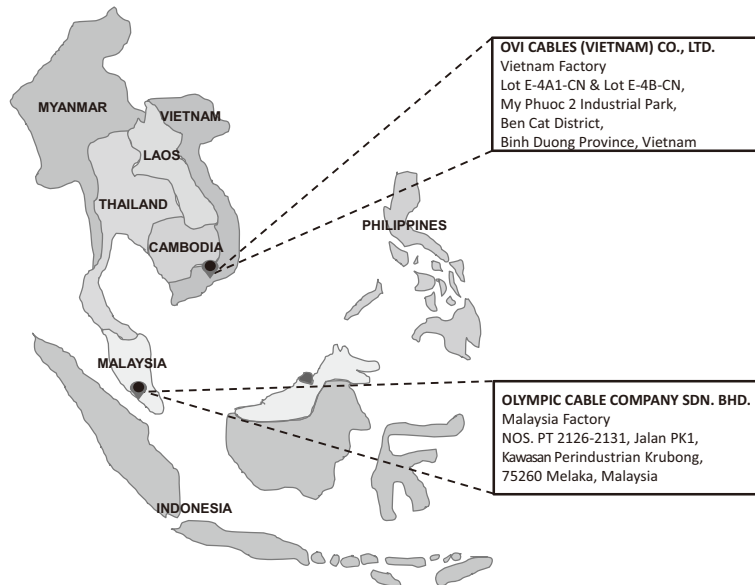 OVI CABLES (VIETNAM) CO., LTD.
Vietnam Factory
Lot E-4A1-CN & Lot E-4B-CN,
My Phuoc 2 Industrial Park,
Ben Cat District,
Binh Duong Province, Vietnam
MYANMAR
VIETNAM
LAOS
THAILAND
PHILIPPINES
CAMBODIA
MALAYSIA
OLYMPIC CABLE COMPANY SDN. BHD.
Malaysia Factory
NOS. PT 2126-2131, Jalan PK1,
Kawasan Perindustrian Krubong,
75260 Melaka, Malaysia
INDONESIA